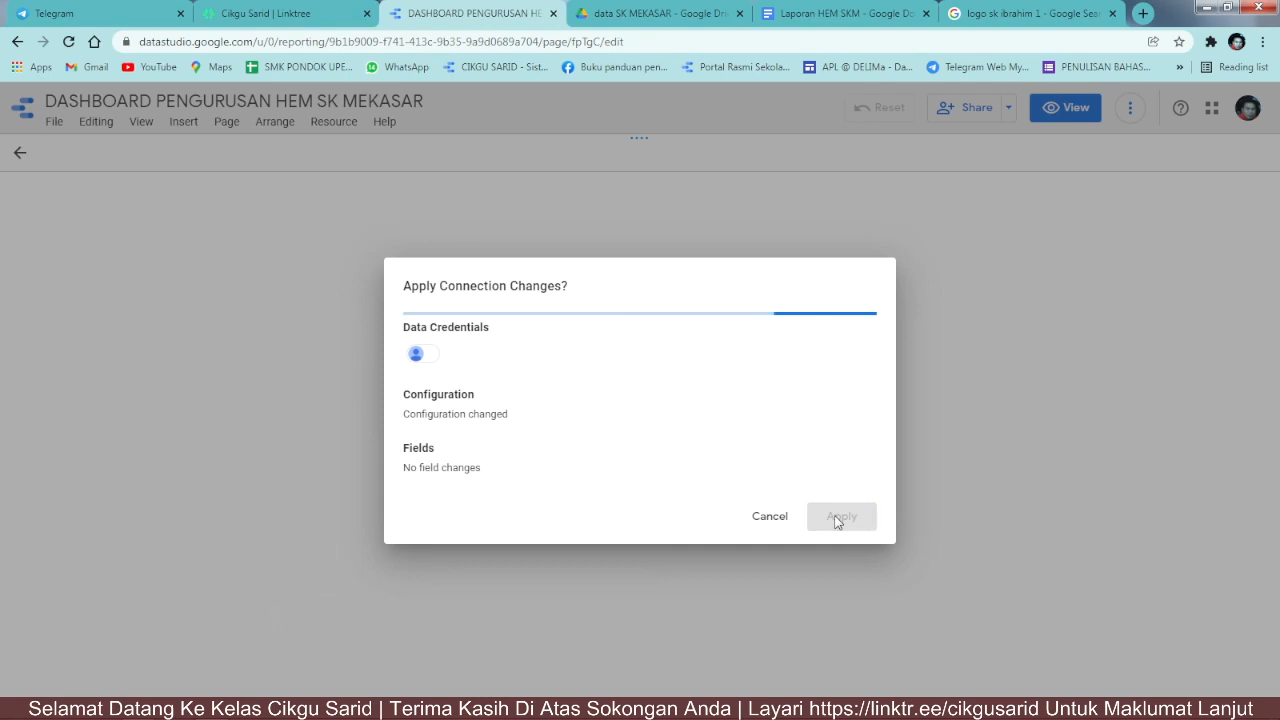 Telegram
Cikgu Sarid | Linktree
DASHBOARD PENGURUSAN HE
data SK MEKASAR - Google Dri
Laporan HEM SKM - Google Do
logo sk ibrahim 1 - Google Sear
datastudio.google.com/u/0/reporting/9b1b9009-f741-413c-9b35-9a9d0689a704/page/fpTgC/edit
Apps
Gmail
YouTube
Maps
SMK PONDOK UPE...
WhatsApp
CIKGU SARID - Sist...
Buku panduan pen...
Portal Rasmi Sekola...
APL @ DELIMa - Da...
Telegram Web My...
PENULISAN BAHAS...
»
Reading list
DASHBOARD PENGURUSAN HEM SK MEKASAR
Reset
Share
View
File Editing View Insert Page Arrange Resource Help
Apply Connection Changes?
Data Credentials
Configuration
Configuration changed
Fields
No field changes
Cancel
Apply
Selamat Datang Ke Kelas Cikgu Sarid | Terima Kasih Di Atas Sokongan Anda | Layari https://linktr.ee/cikgusarid Untuk Maklumat Lanjut